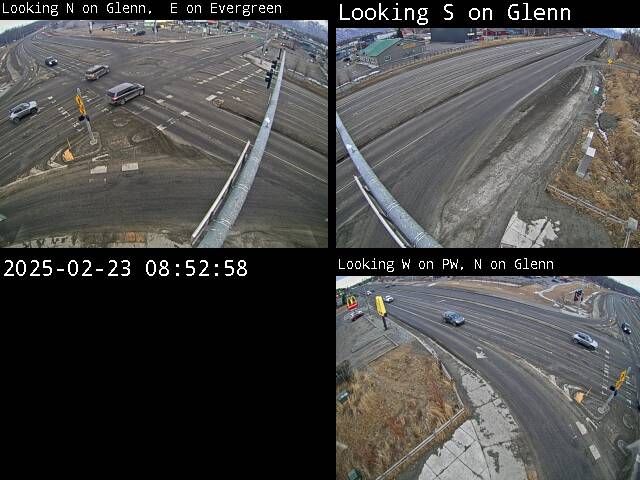 Looking N on Glenn,  E on Evergreen
Looking S on Glenn
2025-02-23 08:52:58
Looking W on PW, N on Glenn